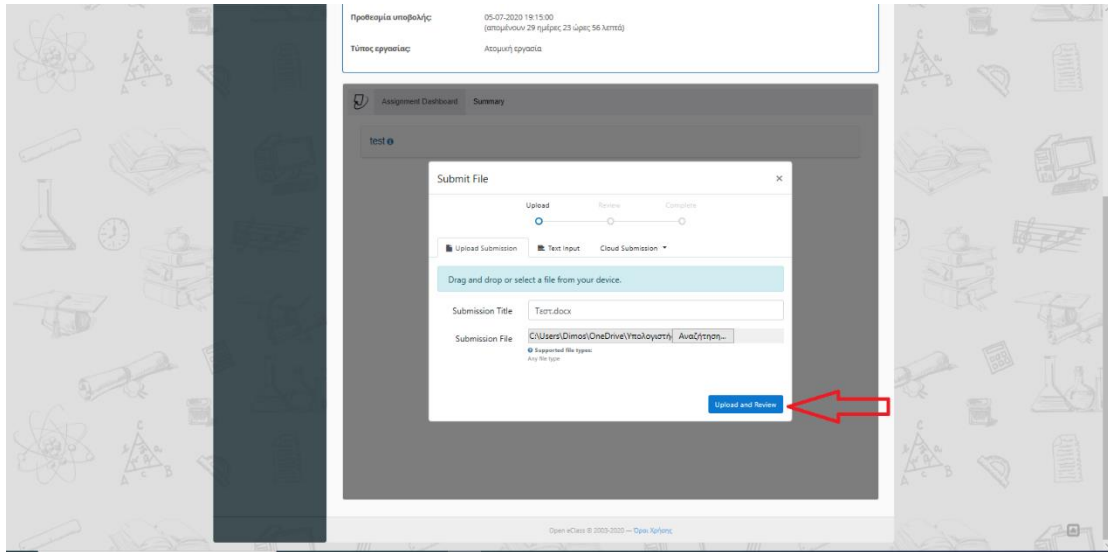 Προθεσμία υποβολής: 05-07-2020 19:15:00
(απομένουν 29 ημέρες 23 ώρες 56 λεπτά)
Τύπος εργασίας: Ατομική εργασία
Assignment Dashboard Summary
test
Submit File ×
Upload Review Complete
Upload Submission Text Input Cloud Submission
Drag and drop or select a file from your device.
Submission Title Τεστ.docx
Submission File C:\Users\Dimos\OneDrive\Υπολογιστή Αναζήτηση...
Supported file types:
Any file type
Upload and Review
Open eClass © 2003-2020 — Όροι Χρήσης